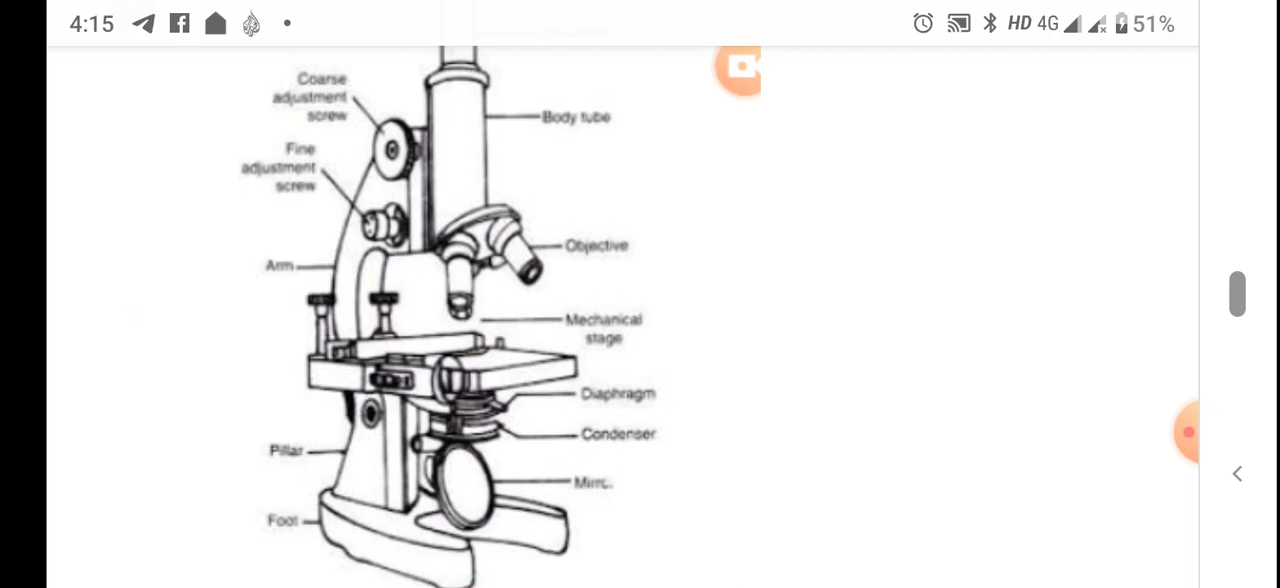 4:15
HD 4G 51%
Coarse
adjustment
screw
Body tube
Fine
adjustment
screw
Objective
Arm
Mechanical
stage
Diaphragm
Condenser
Pillar
Foot